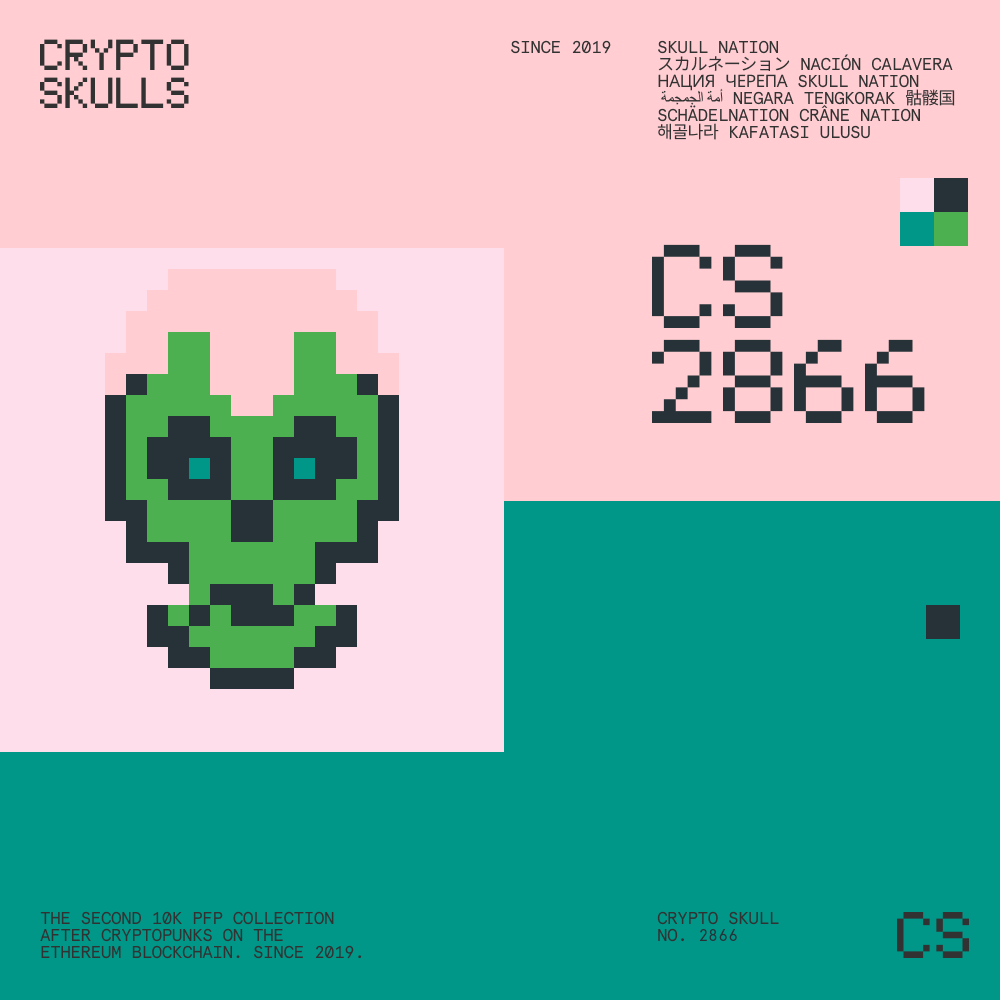 CRYPTO
SKULLS
SINCE 2019
SKULL NATION
スカルネーション NACIÓN CALAVERA
НАЦИЯ ЧЕРЕПА SKULL NATION
أمة الجمجمة NEGARA TENGKORAK 骷髅国
SCHÄDELNATION CRÂNE NATION
해골나라 KAFATASI ULUSU
CS
2866
THE SECOND 10K PFP COLLECTION
AFTER CRYPTOPUNKS ON THE
ETHEREUM BLOCKCHAIN. SINCE 2019.
CRYPTO SKULL
NO. 2866
CS